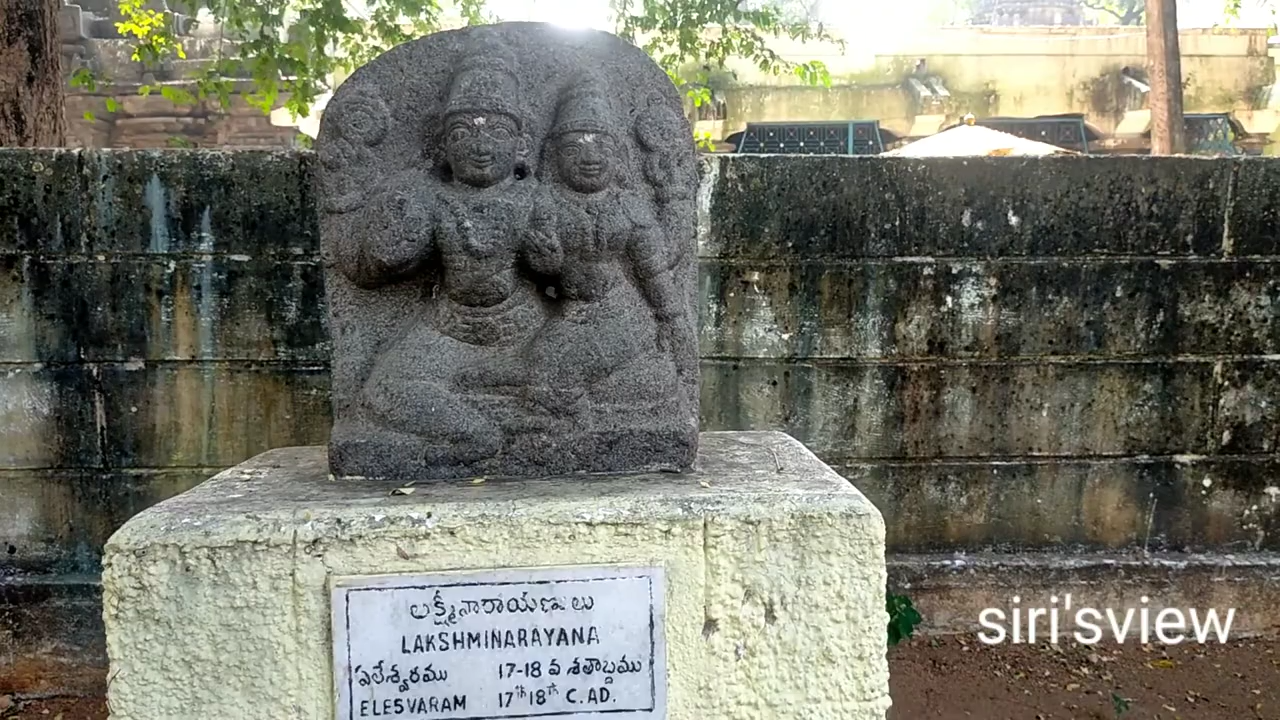 లక్ష్మీనారాయణులు
LAKSHMINARAYANA
ఏలేశ్వరము 17-18 వ శతాబ్దము
ELESVARAM 17th 18th C.AD.
siri'sview